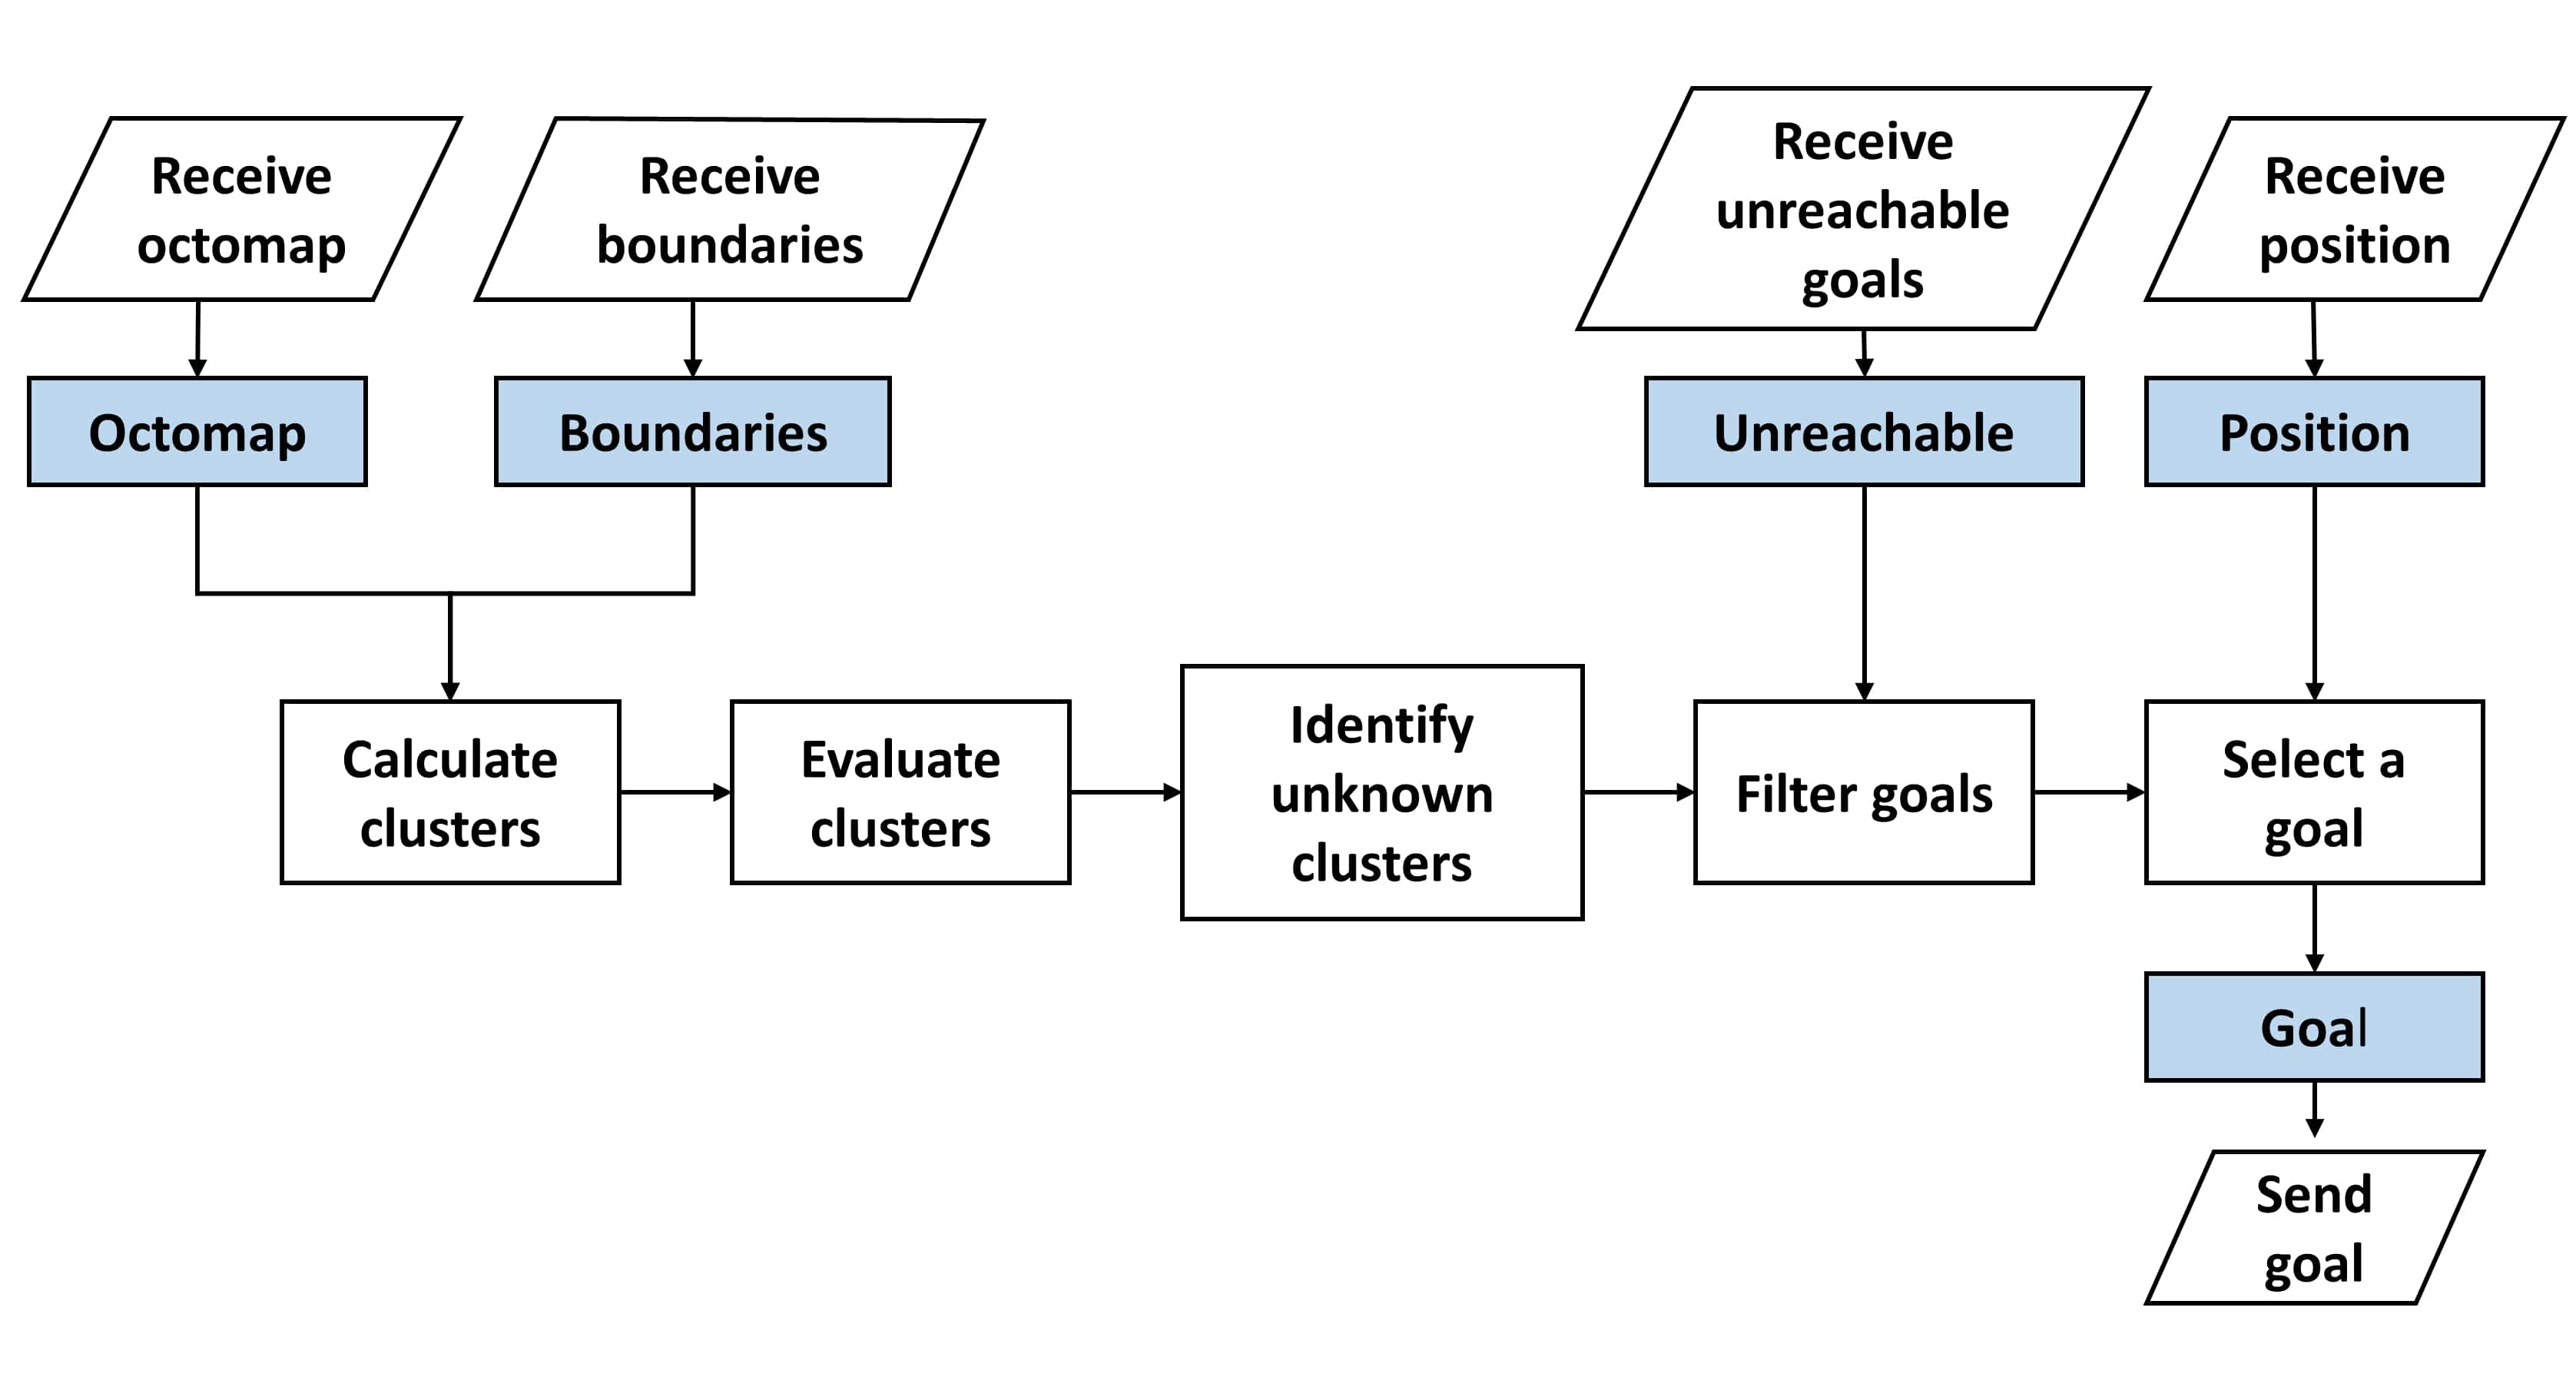 Receive
octomap
Receive
boundaries
Receive
unreachable
goals
Receive
position
Octomap
Boundaries
Unreachable
Position
Calculate
clusters
Evaluate
clusters
Identify
unknown
clusters
Filter goals
Select a
goal
Goal
Send
goal